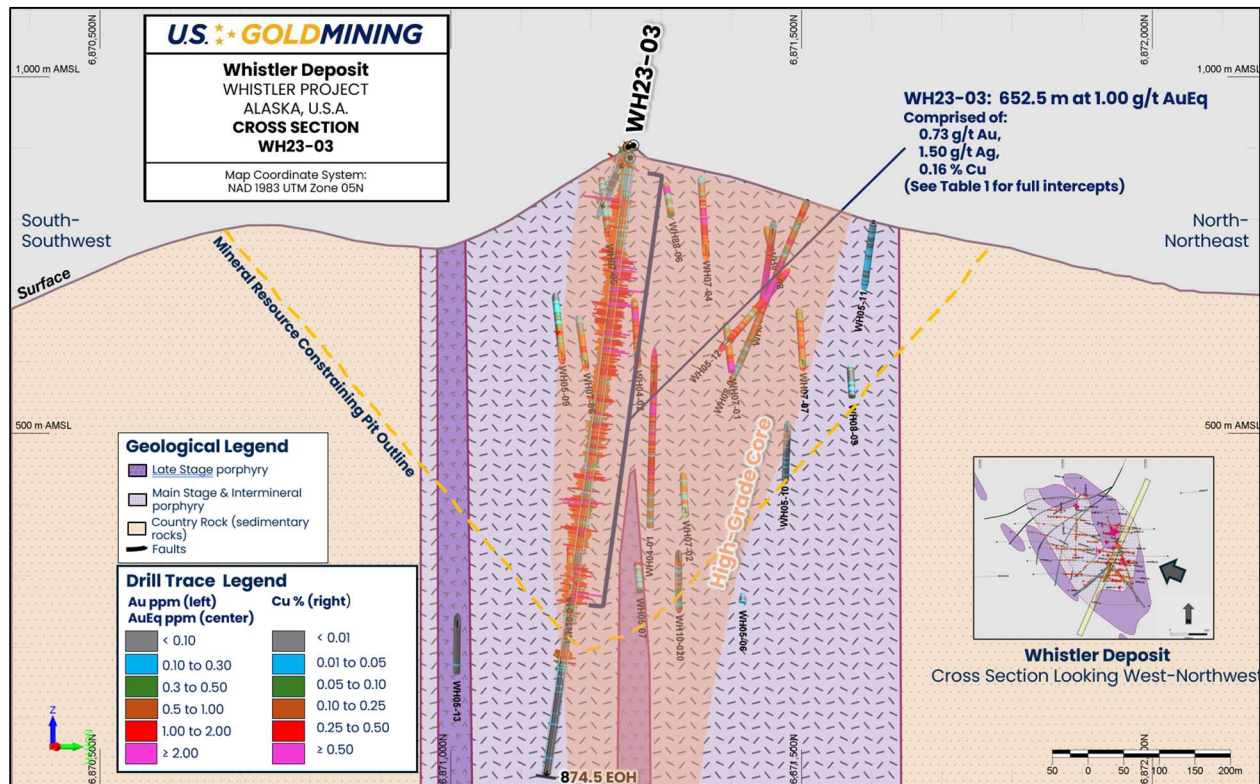 6,870,500N
6,871,500N
6,872,000N
1,000 m AMSL
1,000 m AMSL
U.S. GOLDMINING
Whistler Deposit
WHISTLER PROJECT
ALASKA, U.S.A.
CROSS SECTION
WH23-03
Map Coordinate System:
NAD 1983 UTM Zone 05N
WH23-03
WH23-03: 652.5 m at 1.00 g/t AuEq
Comprised of:
0.73 g/t Au,
1.50 g/t Ag,
0.16 % Cu
(See Table 1 for full intercepts)
South-
Southwest
North-
Northeast
Surface
Mineral Resource Constraining Pit Outline
WH88-06
WH07-04
WH05-11
WH05-09
WH05-12
WH07-01
WH07-07
500 m AMSL
500 m AMSL
High-Grade Core
WH05-10
WH04-01
WH07-02
WH10-020
WH05-07
WH05-06
WH05-13
Geological Legend
Late Stage porphyry
Main Stage & Intermineral
porphyry
Country Rock (sedimentary
rocks)
Faults
Drill Trace Legend
Au ppm (left)
AuEq ppm (center)
Cu % (right)
< 0.10
< 0.01
0.10 to 0.30
0.01 to 0.05
0.3 to 0.50
0.05 to 0.10
0.5 to 1.00
0.10 to 0.25
1.00 to 2.00
0.25 to 0.50
≥ 2.00
≥ 0.50
Whistler Deposit
Cross Section Looking West-Northwest
Z
6,870,500N
6,871,000N
6,871,500N
6,872,000N
874.5 EOH
50
0
50
100
150
200m